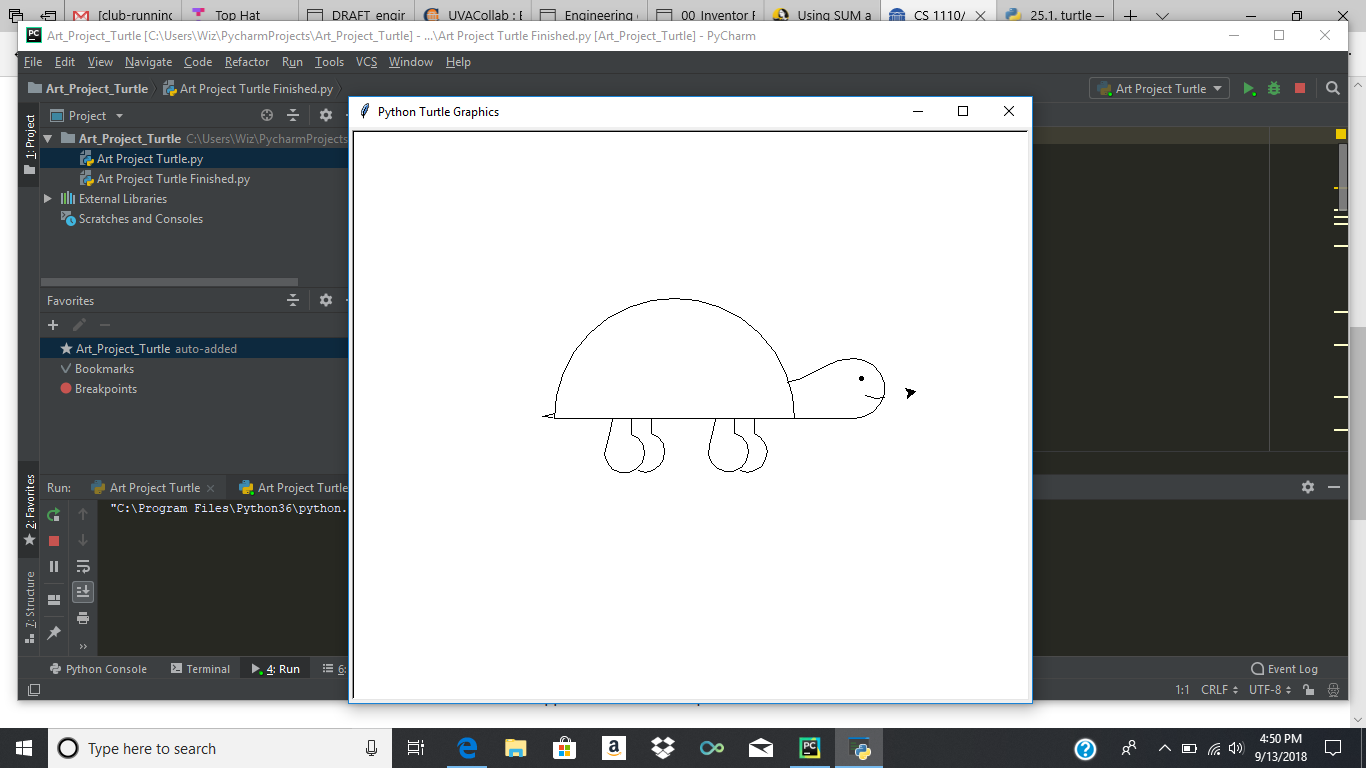 [club-running
Top Hat
DRAFT engir
UVACollab : E
Engineering
00 Inventor F
Using SUM a
CS 1110/
25.1. turtle —
Art_Project_Turtle [C:\Users\Wiz\PycharmProjects\Art_Project_Turtle] - ...\Art Project Turtle Finished.py [Art_Project_Turtle] - PyCharm
File Edit View Navigate Code Refactor Run Tools VCS Window Help
Art_Project_Turtle Art Project Turtle Finished.py
Art Project Turtle
Python Turtle Graphics
1: Project
Project
Art_Project_Turtle C:\Users\Wiz\PycharmProjects
Art Project Turtle.py
Art Project Turtle Finished.py
External Libraries
Scratches and Consoles
Favorites
Art_Project_Turtle auto-added
Bookmarks
Breakpoints
2: Favorites
7: Structure
Run: Art Project Turtle Art Project Turtle
"C:\Program Files\Python36\python.
Python Console Terminal 4: Run 6:
Event Log
1:1 CRLF UTF-8
Type here to search
4:50 PM
9/13/2018